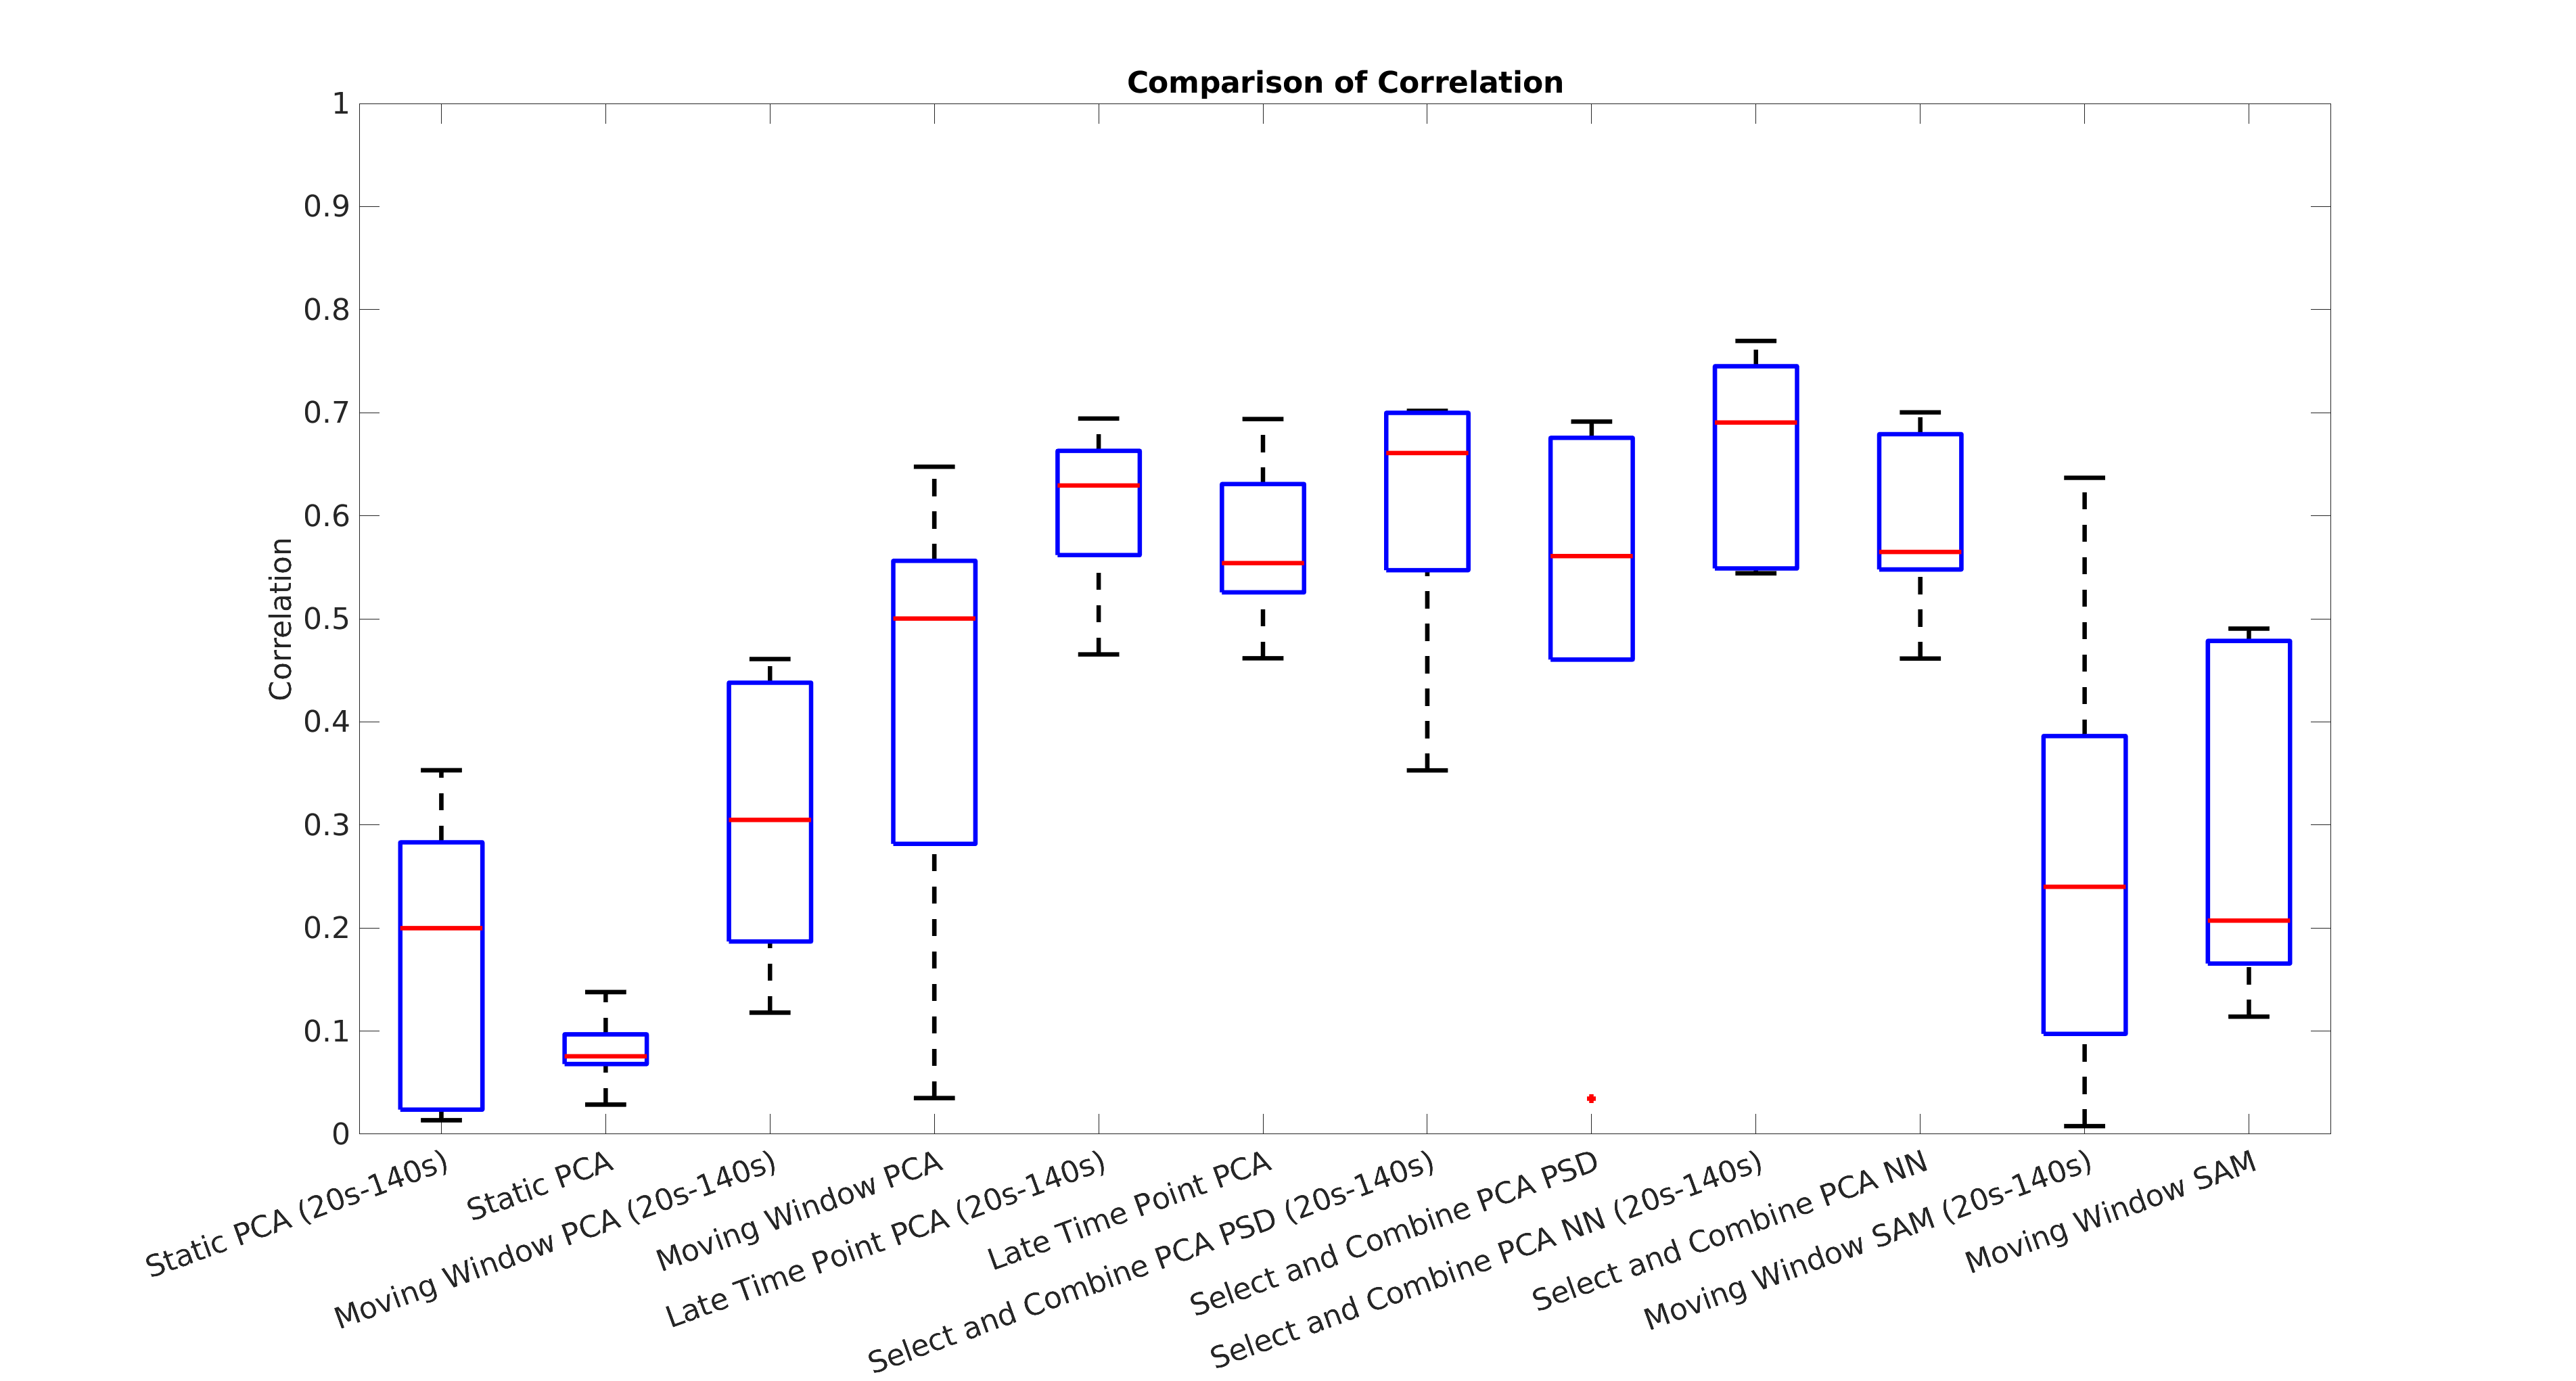 Comparison of Correlation
1
0.9
0.8
0.7
0.6
0.5
0.4
0.3
0.2
0.1
0
Correlation
Static PCA (20s-140s)
Static PCA
Moving Window PCA (20s-140s)
Moving Window PCA
Late Time Point PCA (20s-140s)
Late Time Point PCA
Select and Combine PCA PSD (20s-140s)
Select and Combine PCA PSD
Select and Combine PCA NN (20s-140s)
Select and Combine PCA NN
Moving Window SAM (20s-140s)
Moving Window SAM